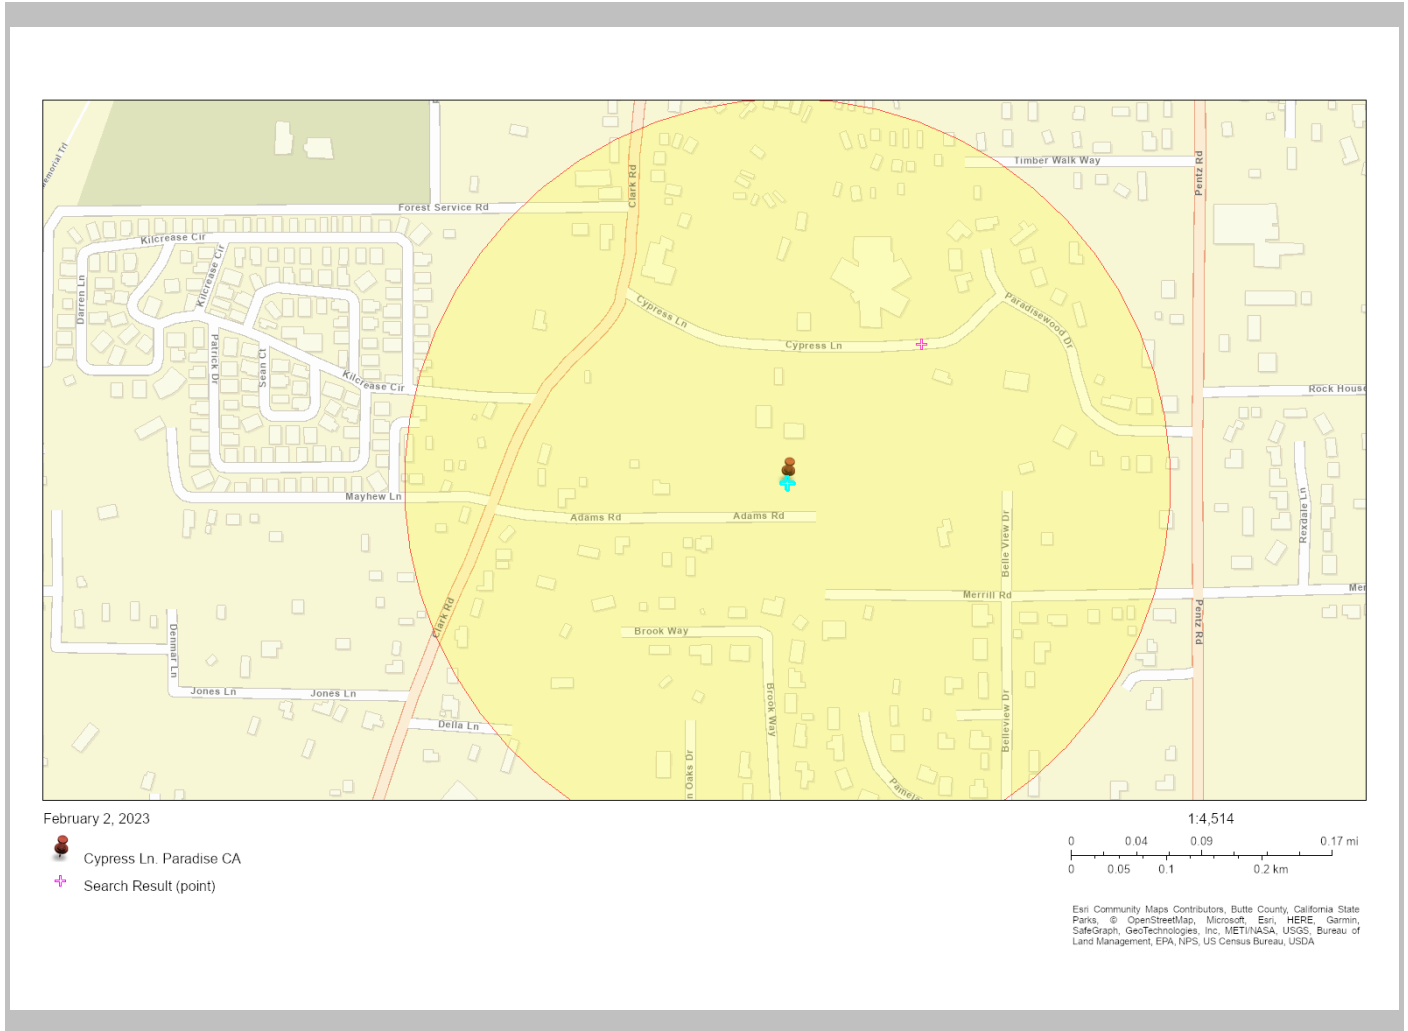 Timber Walk Way
Pentz Rd
Clark Rd
Forest Service Rd
Kilcrease Cir
Kilcrease Cir
Darren Ln
Cypress Ln
Paradisewood Dr
Cypress Ln
Patrick Dr
Sean Ct
Kilcrease Cir
Rock House
Mayhew Ln
Adams Rd
Adams Rd
Rexdale Ln
Belle View Dr
Merrill Rd
Clark Rd
Pentz Rd
Brook Way
Denmar Ln
Jones Ln
Jones Ln
Brook Way
Belleview Dr
Della Ln
n Oaks Dr
Pamela
February 2, 2023
1:4,514
Cypress Ln. Paradise CA
Search Result (point)
0 0.04 0.09 0.17 mi
0 0.05 0.1 0.2 km
Esri Community Maps Contributors, Butte County, California State
Parks, © OpenStreetMap, Microsoft, Esri, HERE, Garmin,
SafeGraph, GeoTechnologies, Inc, METI/NASA, USGS, Bureau of
Land Management, EPA, NPS, US Census Bureau, USDA